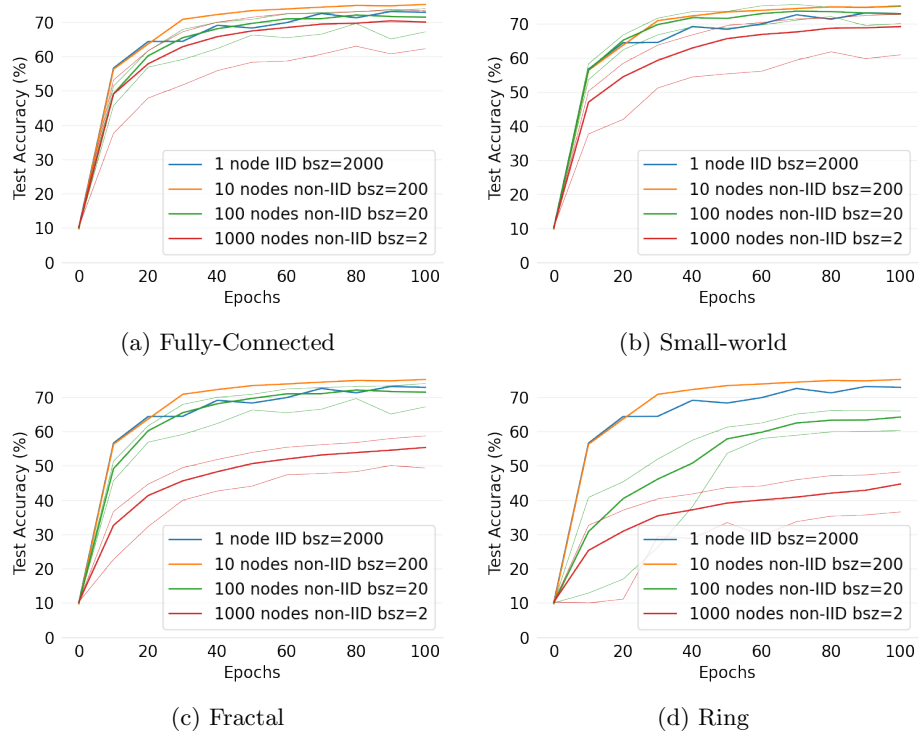 70
60
50
40
30
20
10
0
Test Accuracy (%)
1 node IID bsz=2000
10 nodes non-IID bsz=200
100 nodes non-IID bsz=20
1000 nodes non-IID bsz=2
0 20 40 60 80 100
Epochs
(a) Fully-Connected
70
60
50
40
30
20
10
0
Test Accuracy (%)
1 node IID bsz=2000
10 nodes non-IID bsz=200
100 nodes non-IID bsz=20
1000 nodes non-IID bsz=2
0 20 40 60 80 100
Epochs
(b) Small-world
70
60
50
40
30
20
10
0
Test Accuracy (%)
1 node IID bsz=2000
10 nodes non-IID bsz=200
100 nodes non-IID bsz=20
1000 nodes non-IID bsz=2
0 20 40 60 80 100
Epochs
(c) Fractal
70
60
50
40
30
20
10
0
Test Accuracy (%)
1 node IID bsz=2000
10 nodes non-IID bsz=200
100 nodes non-IID bsz=20
1000 nodes non-IID bsz=2
0 20 40 60 80 100
Epochs
(d) Ring